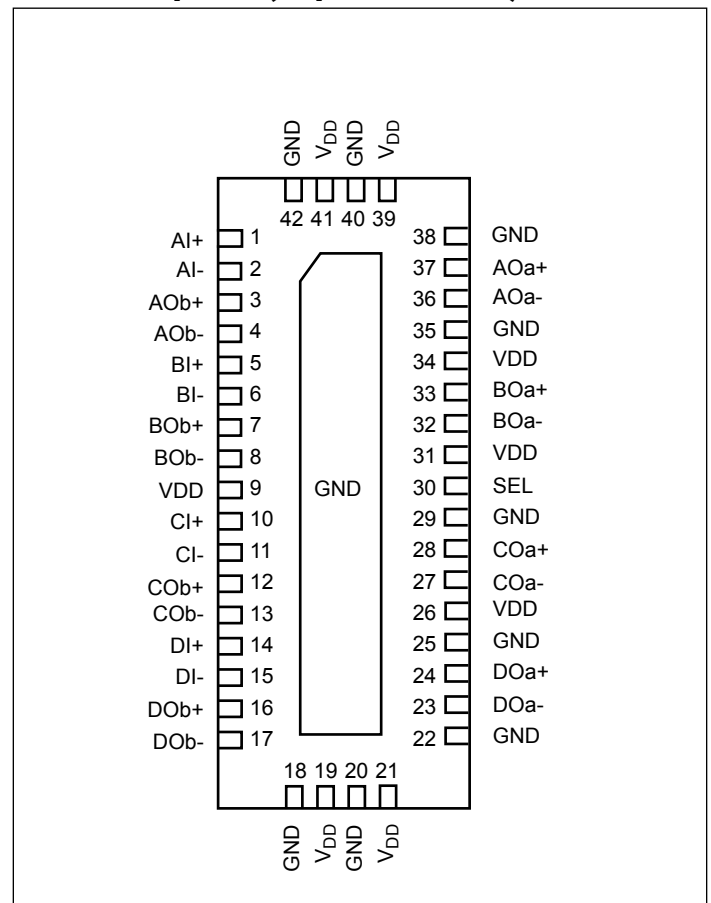 GND VDD GND VDD
42 41 40 39
AI+ 1 38 GND
AI- 2 37 AOa+
AOb+ 3 36 AOa-
AOb- 4 35 GND
BI+ 5 34 VDD
BI- 6 33 BOa+
BOb+ 7 32 BOa-
BOb- 8 31 VDD
VDD 9 GND 30 SEL
CI+ 10 29 GND
CI- 11 28 COa+
COb+ 12 27 COa-
COb- 13 26 VDD
DI+ 14 25 GND
DI- 15 24 DOa+
DOb+ 16 23 DOa-
DOb- 17 22 GND
18 19 20 21
GND VDD GND VDD